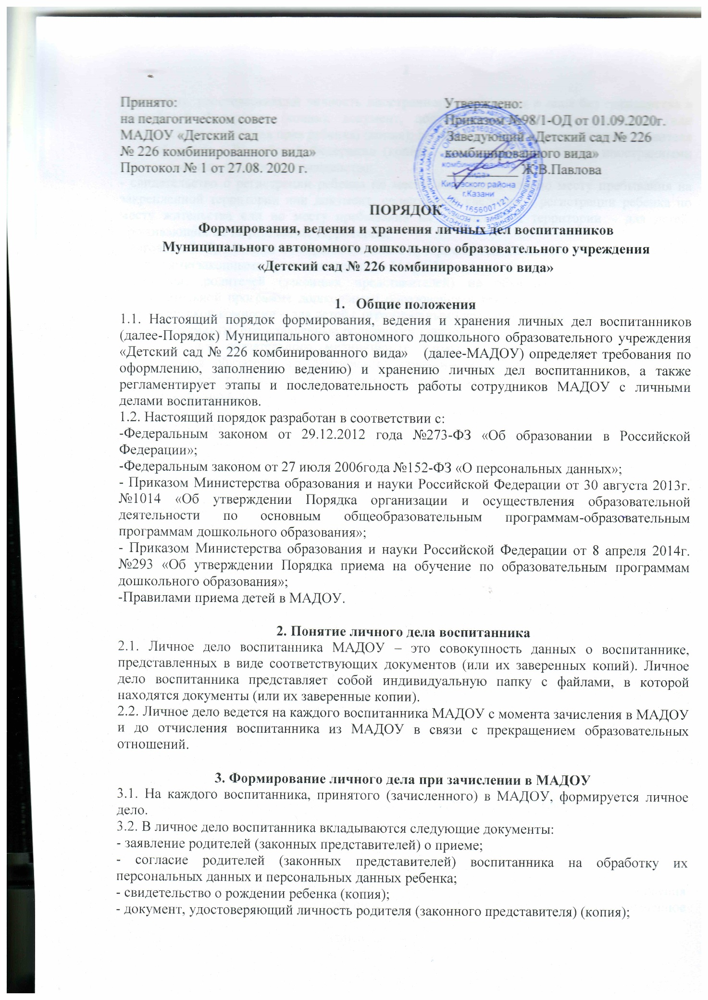 Принято:
на педагогическом совете
МАДОУ «Детский сад
№ 226 комбинированного вида»
Протокол № 1 от 27.08. 2020 г.
Утверждено:
Приказом №98/1-ОД от 01.09.2020г.
Заведующий «Детский сад № 226
комбинированного вида»
Ж.В.Павлова
комбинированного
вида»
Кировского района
г.Казани
ИНН 1656007121
ПОРЯДОК
Формирования, ведения и хранения личных дел воспитанников
Муниципального автономного дошкольного образовательного учреждения
«Детский сад № 226 комбинированного вида»
1. Общие положения
1.1. Настоящий порядок формирования, ведения и хранения личных дел воспитанников
(далее-Порядок) Муниципального автономного дошкольного образовательного учреждения
«Детский сад № 226 комбинированного вида» (далее-МАДОУ) определяет требования по
оформлению, заполнению ведению) и хранению личных дел воспитанников, а также
регламентирует этапы и последовательность работы сотрудников МАДОУ с личными
делами воспитанников.
1.2. Настоящий порядок разработан в соответствии с:
-Федеральным законом от 29.12.2012 года №273-ФЗ «Об образовании в Российской
Федерации»;
-Федеральным законом от 27 июля 2006года №152-ФЗ «О персональных данных»;
- Приказом Министерства образования и науки Российской Федерации от 30 августа 2013г.
№1014 «Об утверждении Порядка организации и осуществления образовательной
деятельности по основным общеобразовательным программам-образовательным
программам дошкольного образования»;
- Приказом Министерства образования и науки Российской Федерации от 8 апреля 2014г.
№293 «Об утверждении Порядка приема на обучение по образовательным программам
дошкольного образования»;
-Правилами приема детей в МАДОУ.
2. Понятие личного дела воспитанника
2.1. Личное дело воспитанника МАДОУ – это совокупность данных о воспитаннике,
представленных в виде соответствующих документов (или их заверенных копий). Личное
дело воспитанника представляет собой индивидуальную папку с файлами, в которой
находятся документы (или их заверенные копии).
2.2. Личное дело ведется на каждого воспитанника МАДОУ с момента зачисления в МАДОУ
и до отчисления воспитанника из МАДОУ в связи с прекращением образовательных
отношений.
3. Формирование личного дела при зачислении в МАДОУ
3.1. На каждого воспитанника, принятого (зачисленного) в МАДОУ, формируется личное
дело.
3.2. В личное дело воспитанника вкладываются следующие документы:
- заявление родителей (законных представителей) о приеме;
- согласие родителей (законных представителей) воспитанника на обработку их
персональных данных и персональных данных ребенка;
- свидетельство о рождении ребенка (копия);
- документ, удостоверяющий личность родителя (законного представителя) (копия);